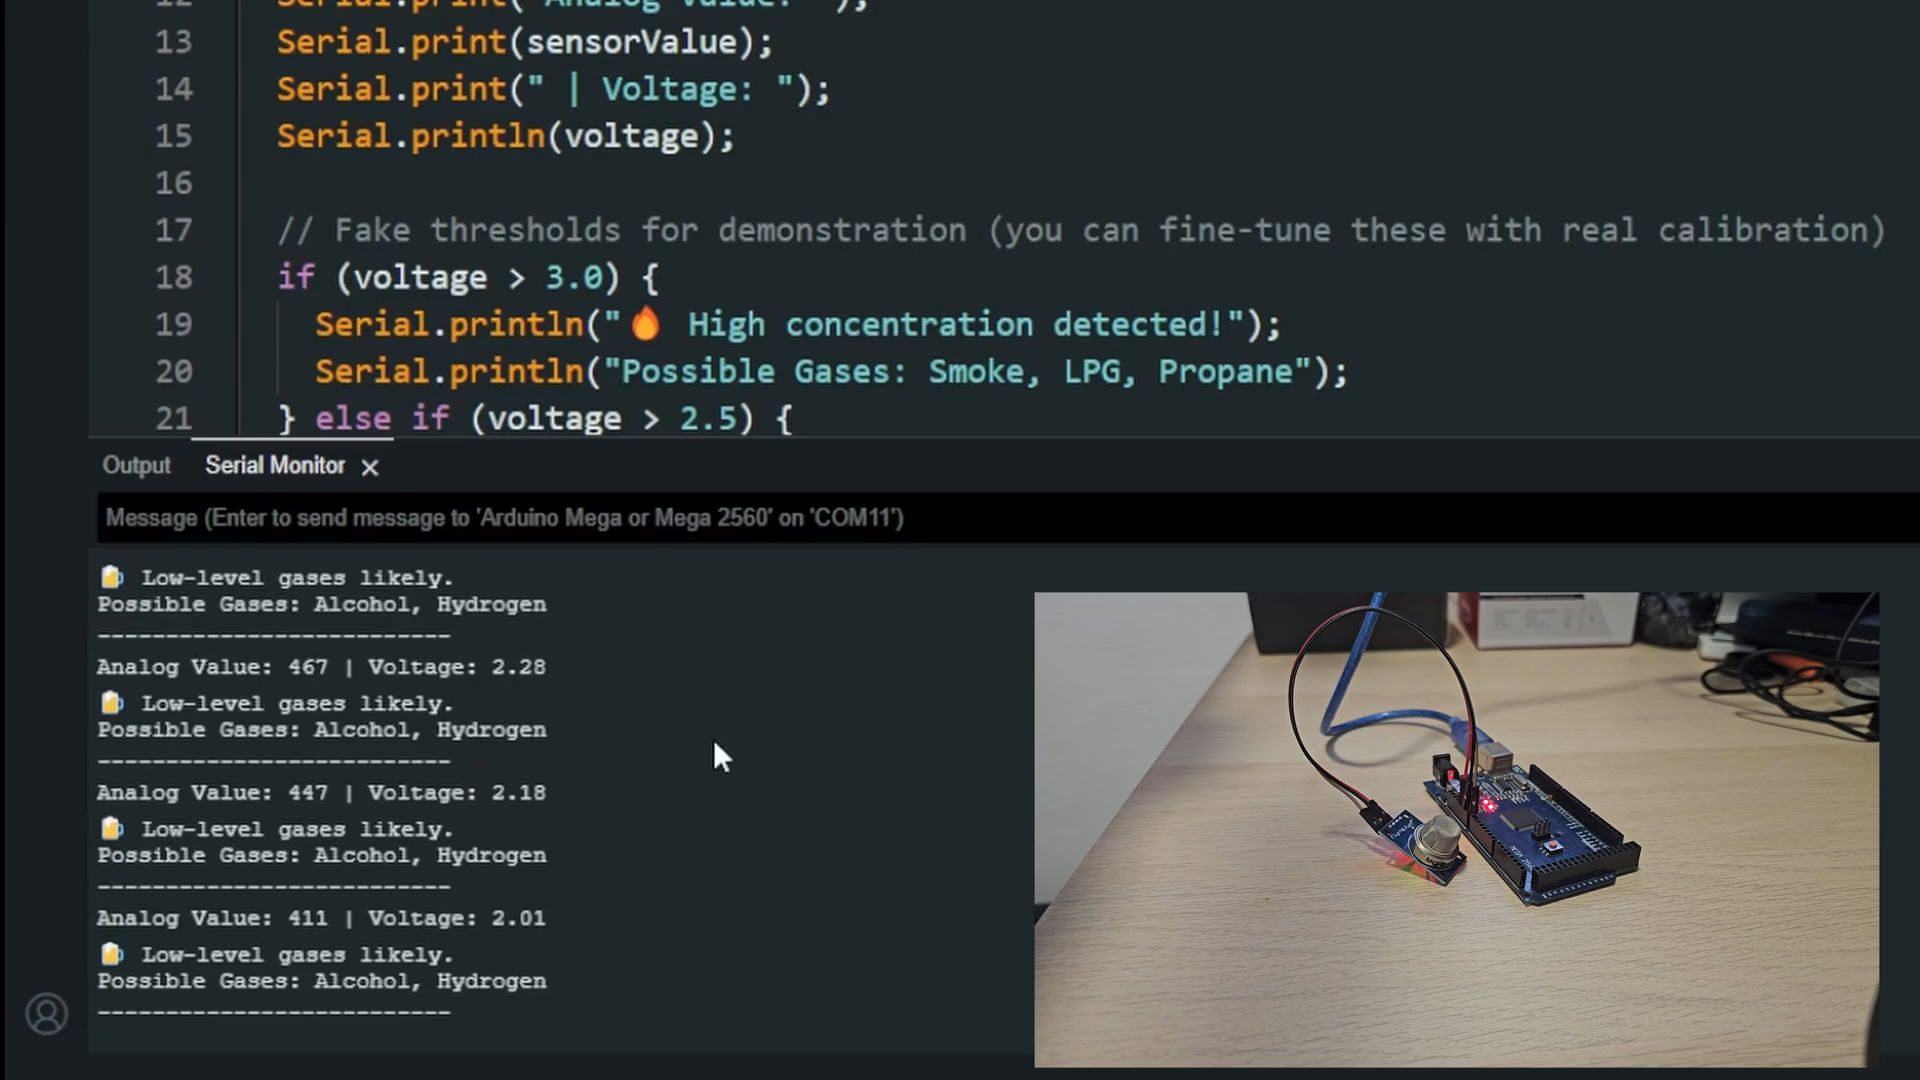 12 Serial.print("Analog Value: ");
13 Serial.print(sensorValue);
14 Serial.print(" | Voltage: ");
15 Serial.println(voltage);
16
17 // Fake thresholds for demonstration (you can fine-tune these with real calibration)
18 if (voltage > 3.0) {
19 Serial.println("🔥 High concentration detected!");
20 Serial.println("Possible Gases: Smoke, LPG, Propane");
21 } else if (voltage > 2.5) {
Output Serial Monitor
Message (Enter to send message to 'Arduino Mega or Mega 2560' on 'COM11')
🍺 Low-level gases likely.
Possible Gases: Alcohol, Hydrogen
--------------------------
Analog Value: 467 | Voltage: 2.28
🍺 Low-level gases likely.
Possible Gases: Alcohol, Hydrogen
--------------------------
Analog Value: 447 | Voltage: 2.18
🍺 Low-level gases likely.
Possible Gases: Alcohol, Hydrogen
--------------------------
Analog Value: 411 | Voltage: 2.01
🍺 Low-level gases likely.
Possible Gases: Alcohol, Hydrogen
--------------------------